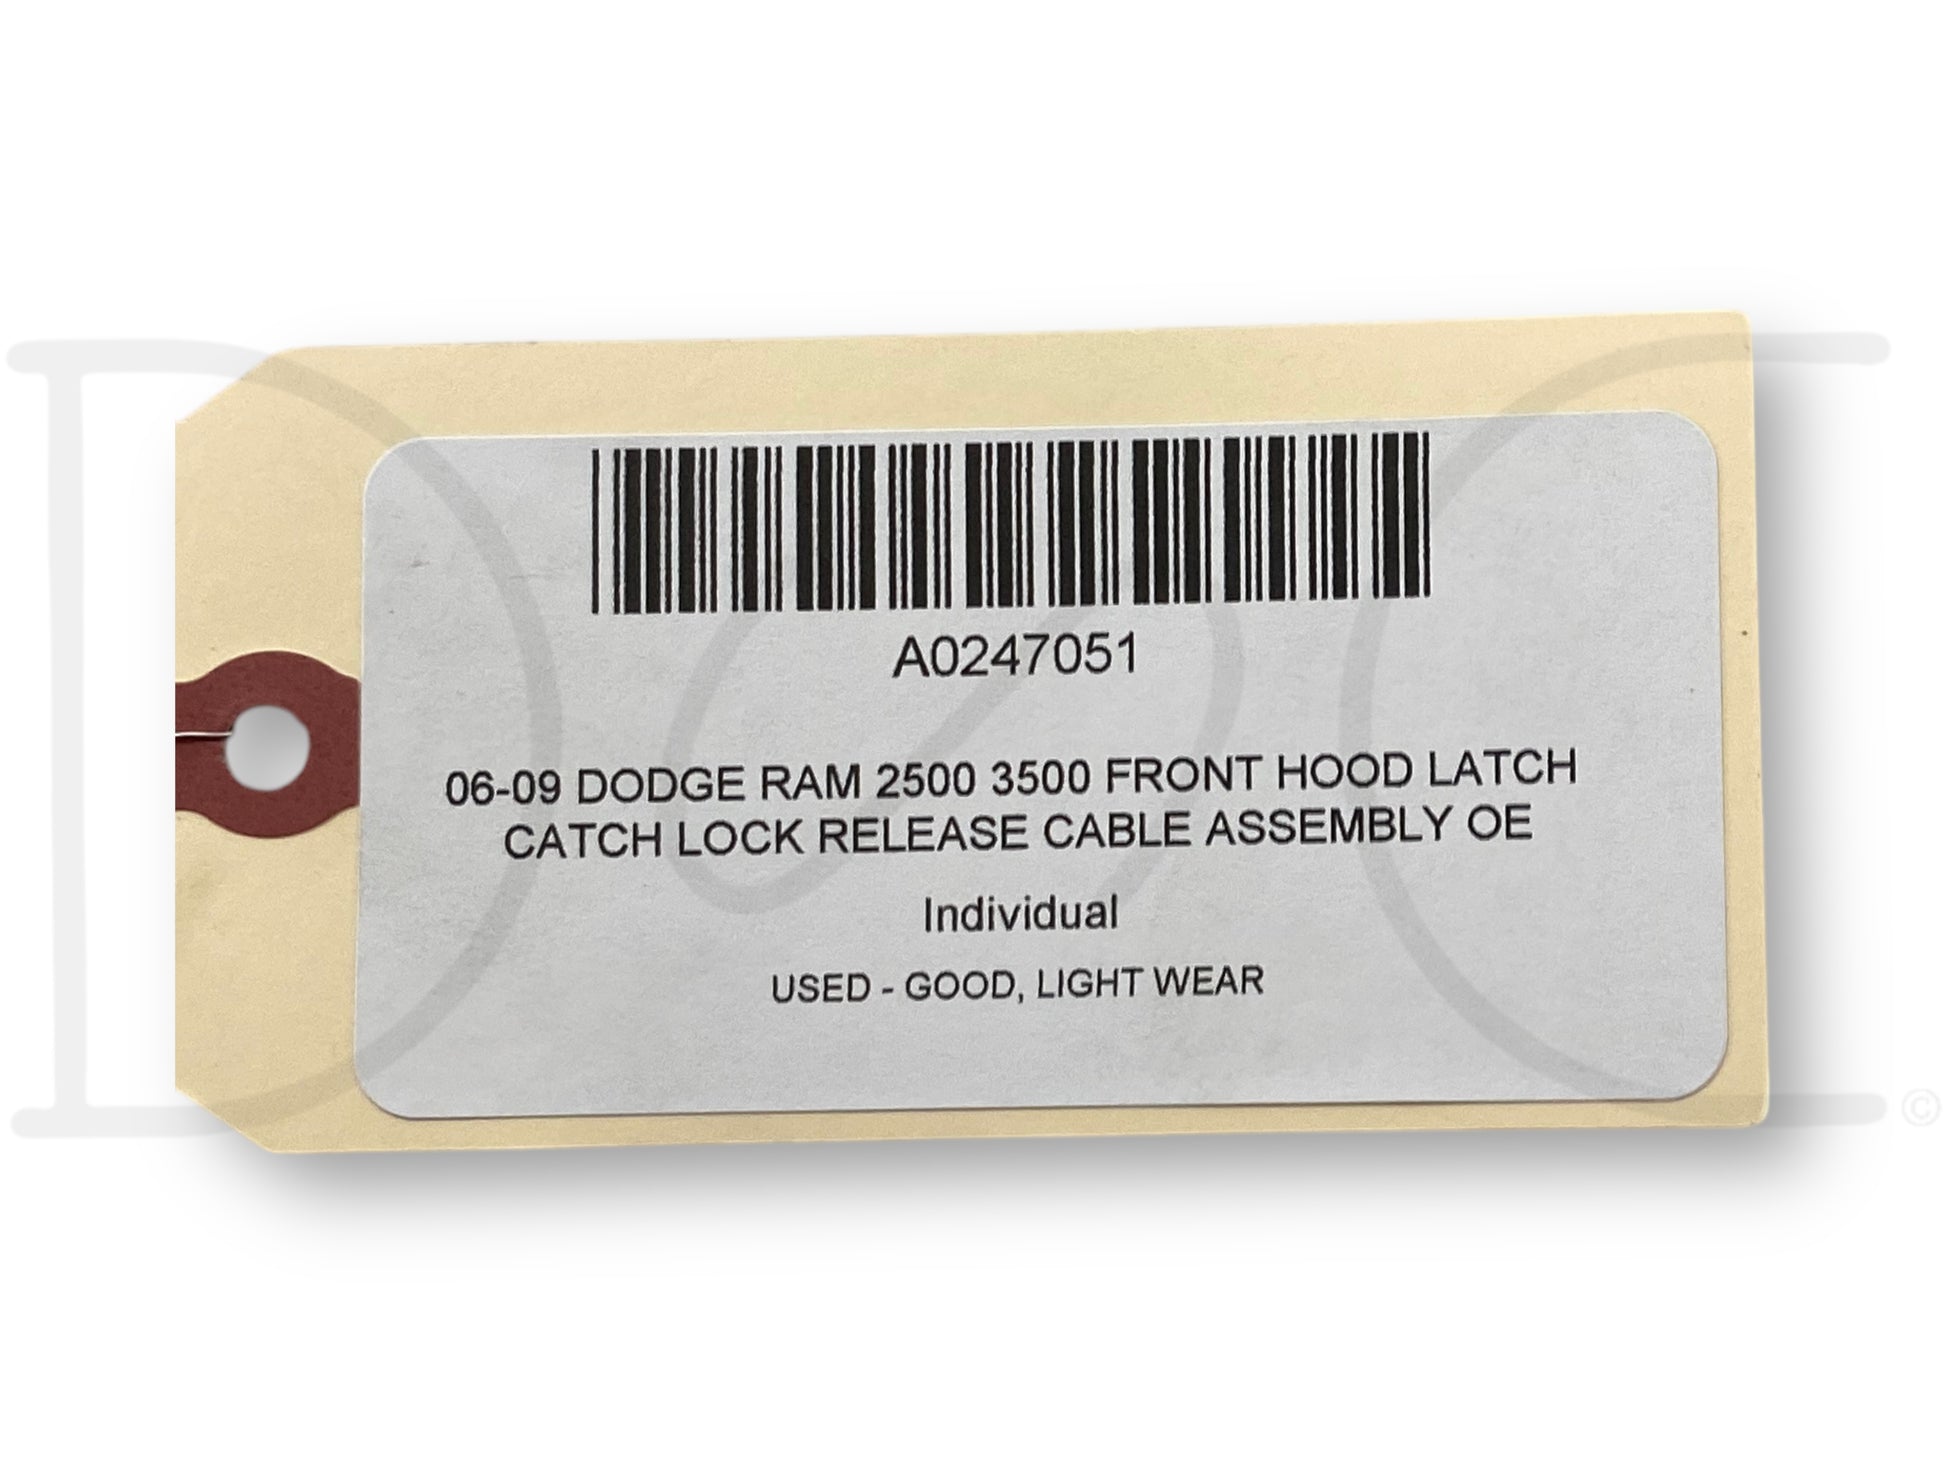 A0247051
06-09 DODGE RAM 2500 3500 FRONT HOOD LATCH
CATCH LOCK RELEASE CABLE ASSEMBLY OE
Individual
USED - GOOD, LIGHT WEAR
©